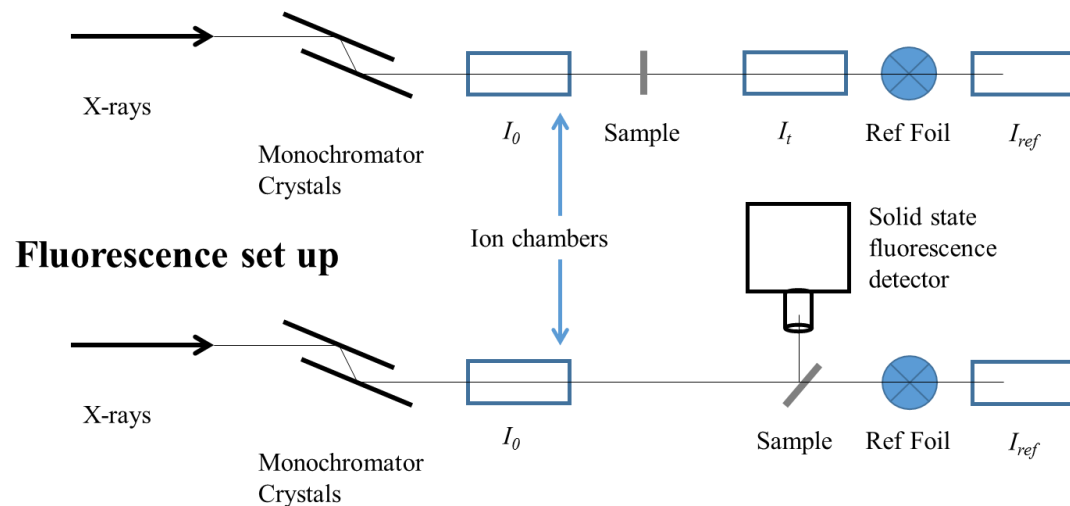 X-rays
Monochromator
Crystals
I0
Sample
It
Ref Foil
Iref
Ion chambers
Fluorescence set up
Solid state
fluorescence
detector
X-rays
Monochromator
Crystals
I0
Sample
Ref Foil
Iref